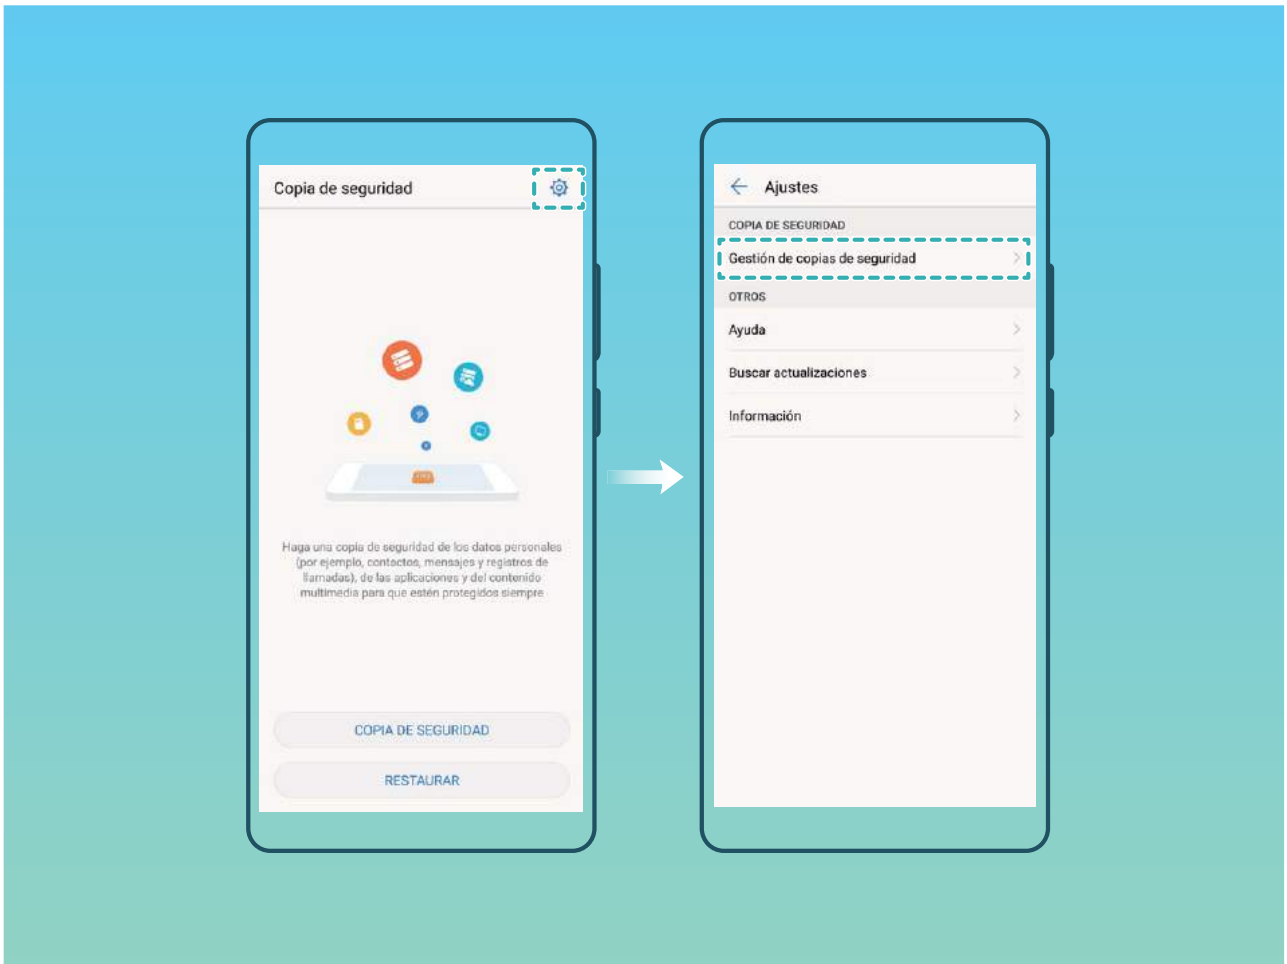 Copia de seguridad
Haga una copia de seguridad de los datos personales
(por ejemplo, contactos, mensajes y registros de
llamadas), de las aplicaciones y del contenido
multimedia para que estén protegidos siempre
COPIA DE SEGURIDAD
RESTAURAR
Ajustes
COPIA DE SEGURIDAD
Gestión de copias de seguridad
OTROS
Ayuda
Buscar actualizaciones
Información